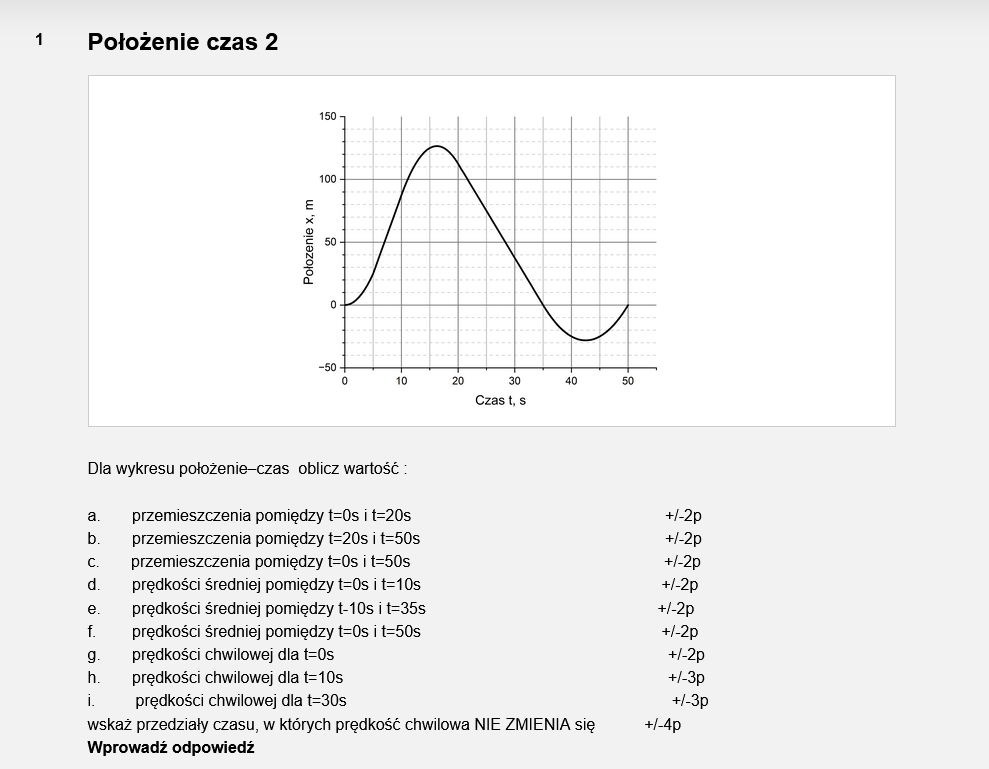 1 Położenie czas 2
150
100
50
0
−50
Położenie x, m
0 10 20 30 40 50
Czas t, s
Dla wykresu położenie–czas oblicz wartość :
a. przemieszczenia pomiędzy t=0s i t=20s +/-2p
b. przemieszczenia pomiędzy t=20s i t=50s +/-2p
c. przemieszczenia pomiędzy t=0s i t=50s +/-2p
d. prędkości średniej pomiędzy t=0s i t=10s +/-2p
e. prędkości średniej pomiędzy t-10s i t=35s +/-2p
f. prędkości średniej pomiędzy t=0s i t=50s +/-2p
g. prędkości chwilowej dla t=0s +/-2p
h. prędkości chwilowej dla t=10s +/-3p
i. prędkości chwilowej dla t=30s +/-3p
wskaż przedziały czasu, w których prędkość chwilowa NIE ZMIENIA się +/-4p
Wprowadź odpowiedź